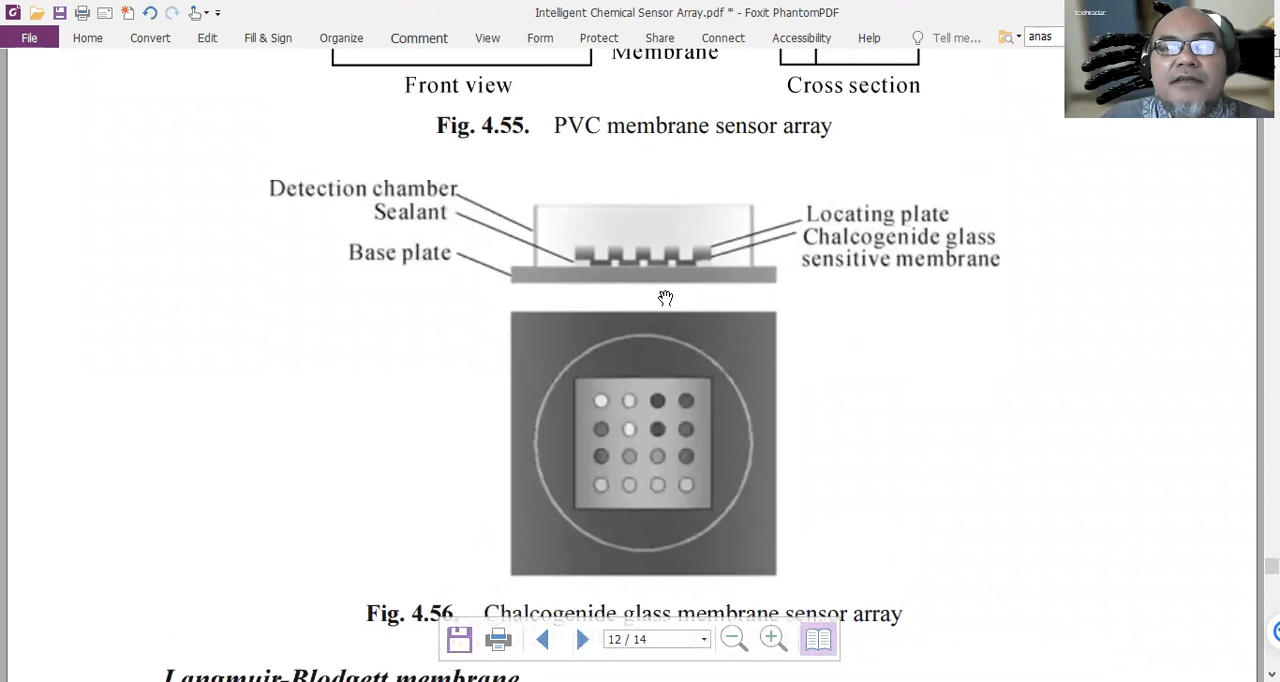 Intelligent Chemical Sensor Array.pdf * - Foxit PhantomPDF
File Home Convert Edit Fill & Sign Organize Comment View Form Protect Share Connect Accessibility Help Tell me... anas
techradar.
Membrane
Front view Cross section
Fig. 4.55. PVC membrane sensor array
Detection chamber
Sealant
Base plate
Locating plate
Chalcogenide glass
sensitive membrane
Fig. 4.56. Chalcogenide glass membrane sensor array
12 / 14
Langmuir-Blodgett membrane